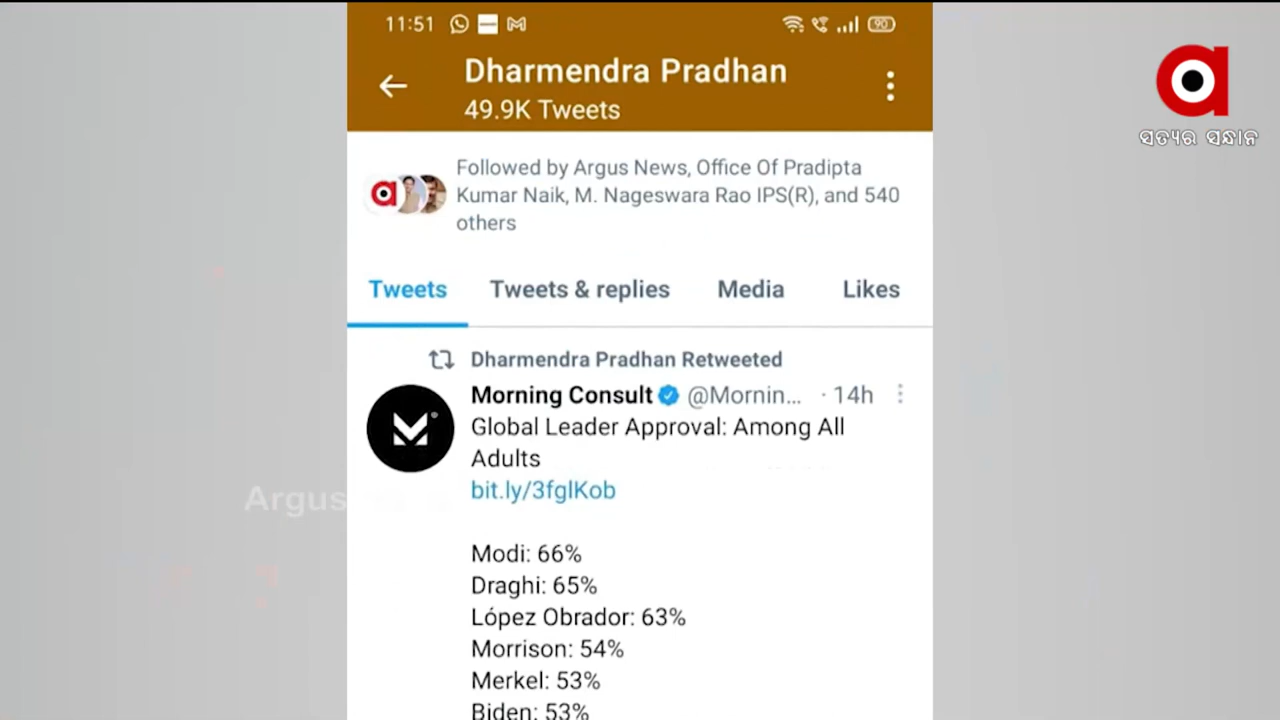 11:51
90
Dharmendra Pradhan
49.9K Tweets
ସତ୍ୟର ସନ୍ଧାନ
Followed by Argus News, Office Of Pradipta
Kumar Naik, M. Nageswara Rao IPS(R), and 540
others
Tweets
Tweets & replies
Media
Likes
Dharmendra Pradhan Retweeted
Morning Consult @Mornin... · 14h
Global Leader Approval: Among All
Adults
bit.ly/3fglKob
Argus
Modi: 66%
Draghi: 65%
López Obrador: 63%
Morrison: 54%
Merkel: 53%
Biden: 53%